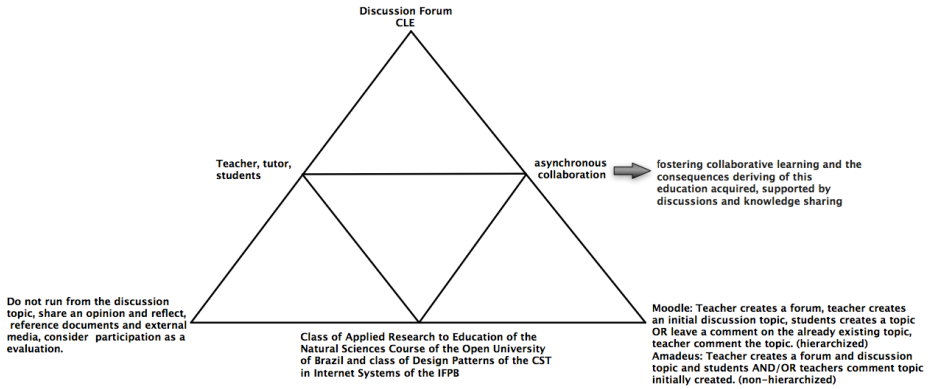 Discussion Forum
CLE
Teacher, tutor,
students
asynchronous
collaboration
fostering collaborative learning and the
consequences deriving of this
education acquired, supported by
discussions and knowledge sharing
Do not run from the discussion
topic, share an opinion and reflect,
reference documents and external
media, consider participation as a
evaluation.
Class of Applied Research to Education of the
Natural Sciences Course of the Open University
of Brazil and class of Design Patterns of the CST
in Internet Systems of the IFPB
Moodle: Teacher creates a forum, teacher creates
an initial discussion topic, students creates a topic
OR leave a comment on the already existing topic,
teacher comment the topic. (hierarchized)
Amadeus: Teacher creates a forum and discussion
topic and students AND/OR teachers comment topic
initially created. (non-hierarchized)